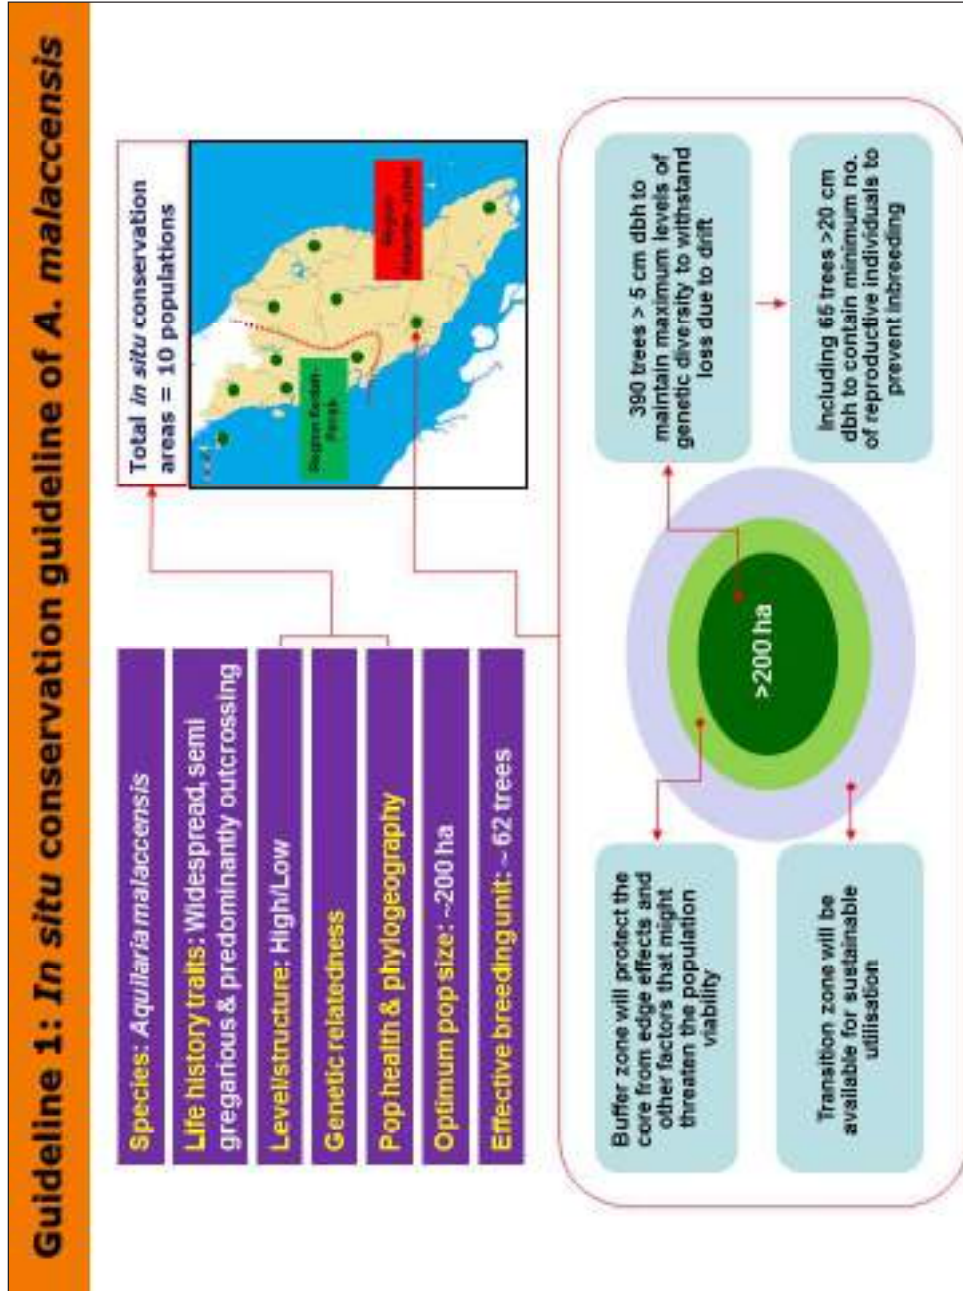 Guideline 1: In situ conservation guideline of A. malaccensis
Species: Aquilaria malaccensis
Life history traits: Widespread, semi
gregarious & predominantly outcrossing
Level/structure: High/Low
Genetic relatedness
Pop health & phylogeography
Optimum pop size: ~200 ha
Effective breeding unit: ~ 62 trees
Total in situ conservation
areas = 10 populations
Region Kedah-
Perak
Region
Buffer zone will protect the
core from edge effects and
other factors that might
threaten the population
viability
Transition zone will be
available for sustainable
utilisation
>200 ha
390 trees > 5 cm dbh to
maintain maximum levels of
genetic diversity to withstand
loss due to drift
Including 65 trees >20 cm
dbh to contain minimum no.
of reproductive individuals to
prevent inbreeding